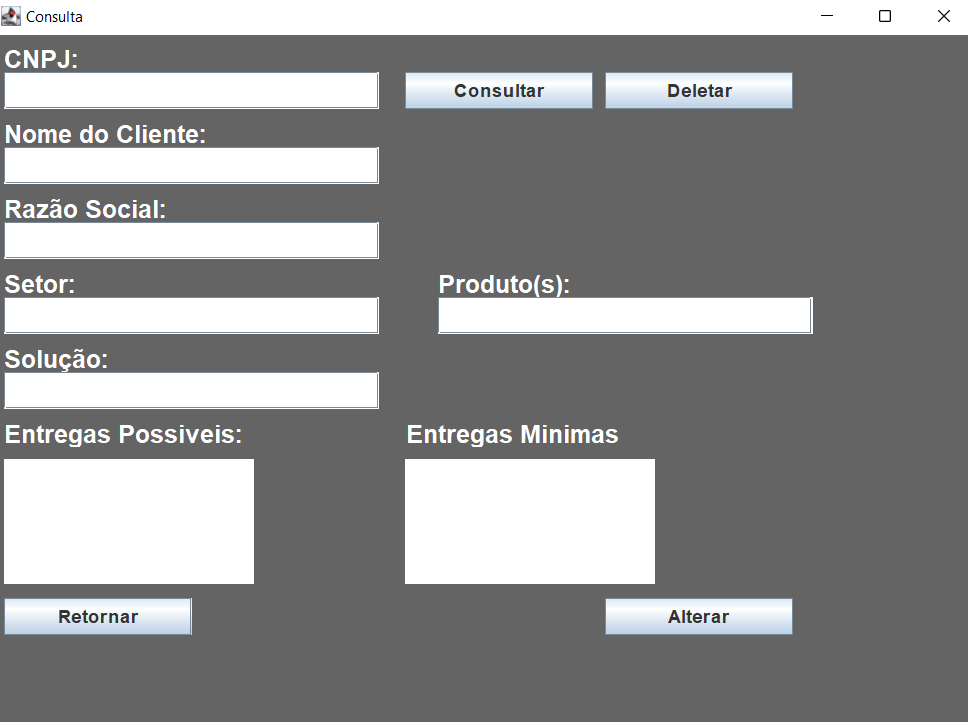 Consulta
CNPJ:
Consultar Deletar
Nome do Cliente:
Razão Social:
Setor: Produto(s):
Solução:
Entregas Possiveis: Entregas Minimas
Retornar Alterar